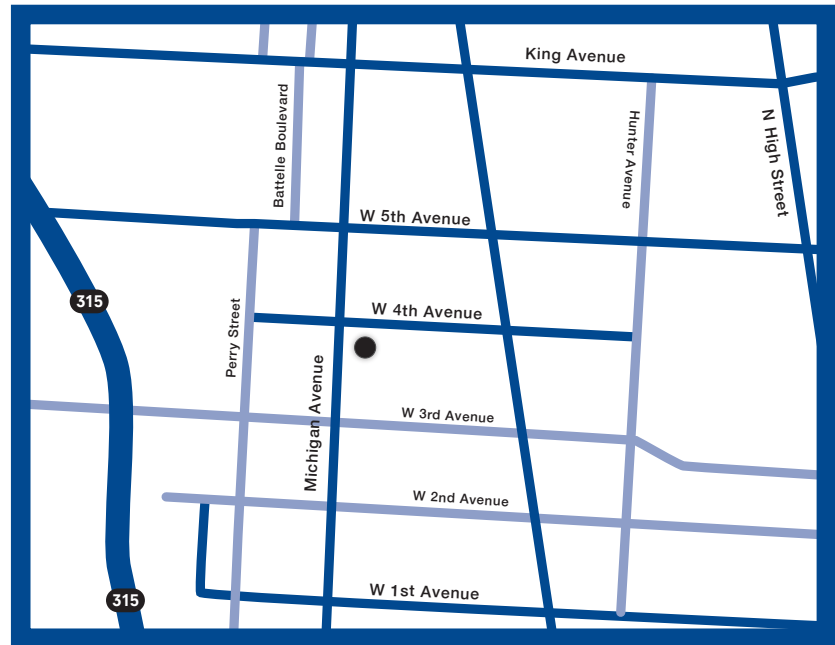 King Avenue
Battelle Boulevard
Hunter Avenue
N High Street
W 5th Avenue
315
Perry Street
W 4th Avenue
Michigan Avenue
W 3rd Avenue
W 2nd Avenue
W 1st Avenue
315